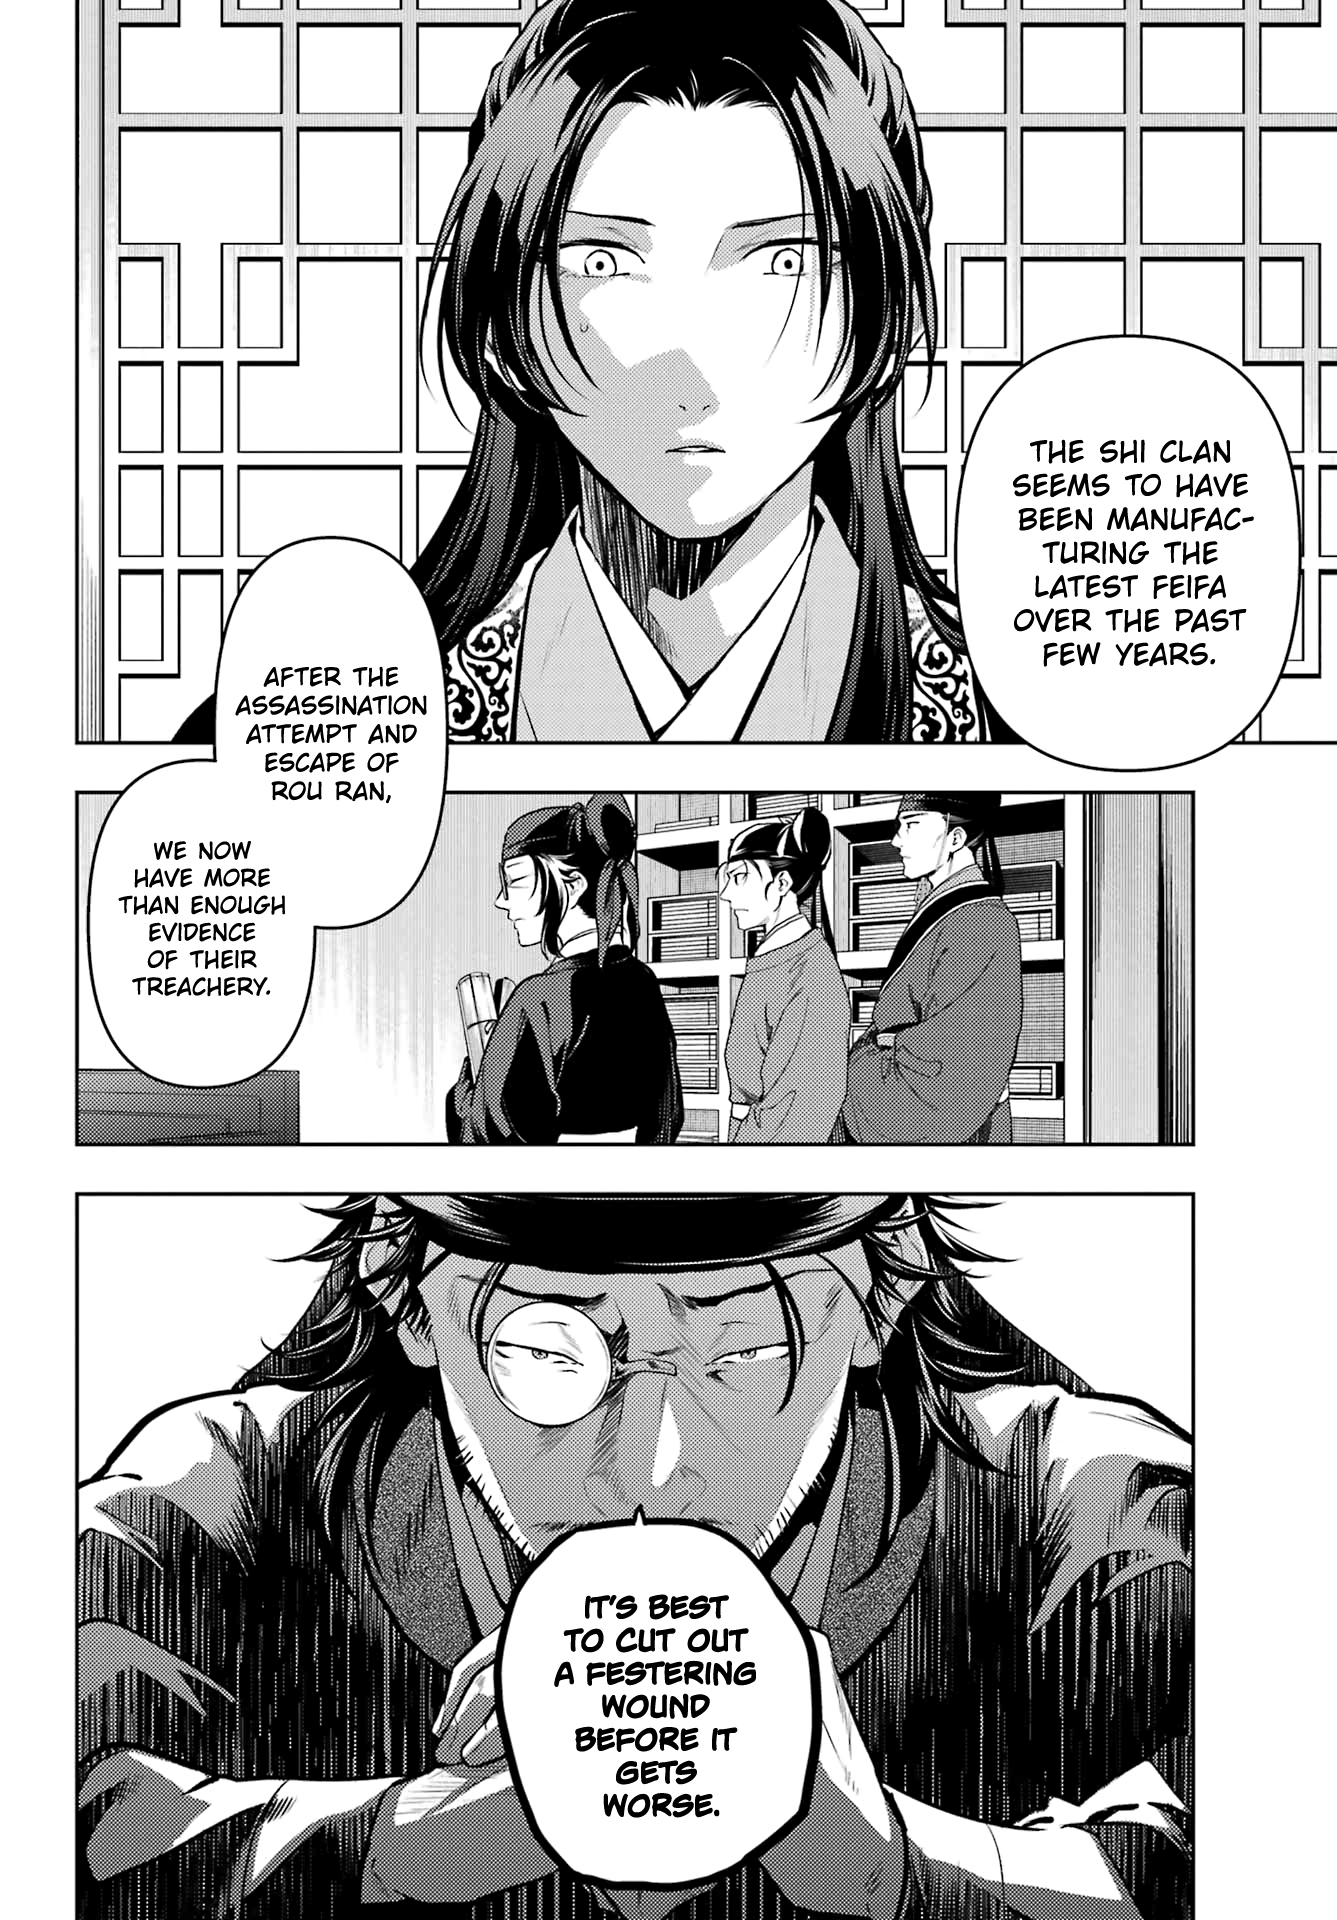 THE SHI CLAN
SEEMS TO HAVE
BEEN MANUFAC-
TURING THE
LATEST FEIFA
OVER THE PAST
FEW YEARS.
AFTER THE
ASSASSINATION
ATTEMPT AND
ESCAPE OF
ROU RAN,
WE NOW
HAVE MORE
THAN ENOUGH
EVIDENCE
OF THEIR
TREACHERY.
IT'S BEST
TO CUT OUT
A FESTERING
WOUND
BEFORE IT
GETS
WORSE.